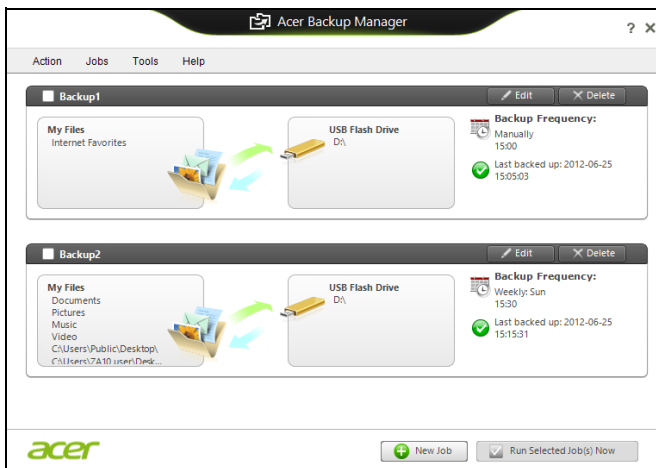 Acer Backup Manager
? X
Action Jobs Tools Help
Backup1
Edit
Delete
My Files
Internet Favorites
USB Flash Drive
D:\
Backup Frequency:
Manually
15:00
Last backed up: 2012-06-25
15:05:03
Backup2
Edit
Delete
My Files
Documents
Pictures
Music
Video
C:\Users\Public\Desktop\
C:\Users\ZA10 user\Desk...
USB Flash Drive
D:\
Backup Frequency:
Weekly: Sun
15:30
Last backed up: 2012-06-25
15:15:31
acer
New Job
Run Selected Job(s) Now